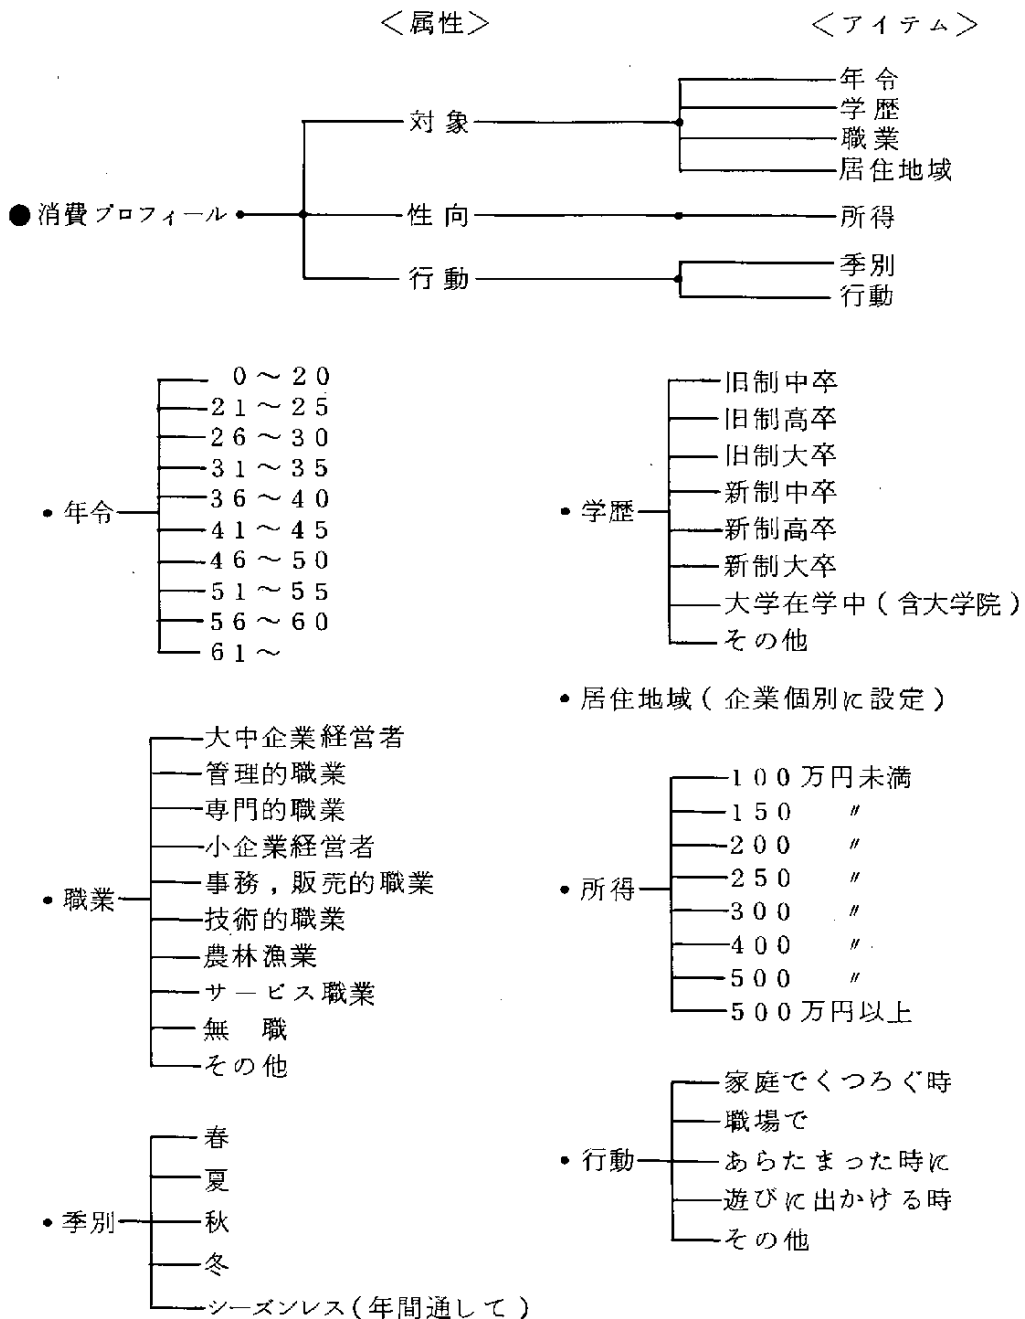 <属性>
<アイテム>
●消費プロフィール
対象
年令
学歴
職業
居住地域
性向
所得
行動
季別
行動
・年令
0～20
21～25
26～30
31～35
36～40
41～45
46～50
51～55
56～60
61～
・学歴
旧制中卒
旧制高卒
旧制大卒
新制中卒
新制高卒
新制大卒
大学在学中(含大学院)
その他
・居住地域(企業個別に設定)
・職業
大中企業経営者
管理的職業
専門的職業
小企業経営者
事務,販売的職業
技術的職業
農林漁業
サービス職業
無 職
その他
・所得
100万円未満
150 〃
200 〃
250 〃
300 〃
400 〃
500 〃
500万円以上
・季別
春
夏
秋
冬
シーズンレス(年間通して)
・行動
家庭でくつろぐ時
職場で
あらたまった時に
遊びに出かける時
その他